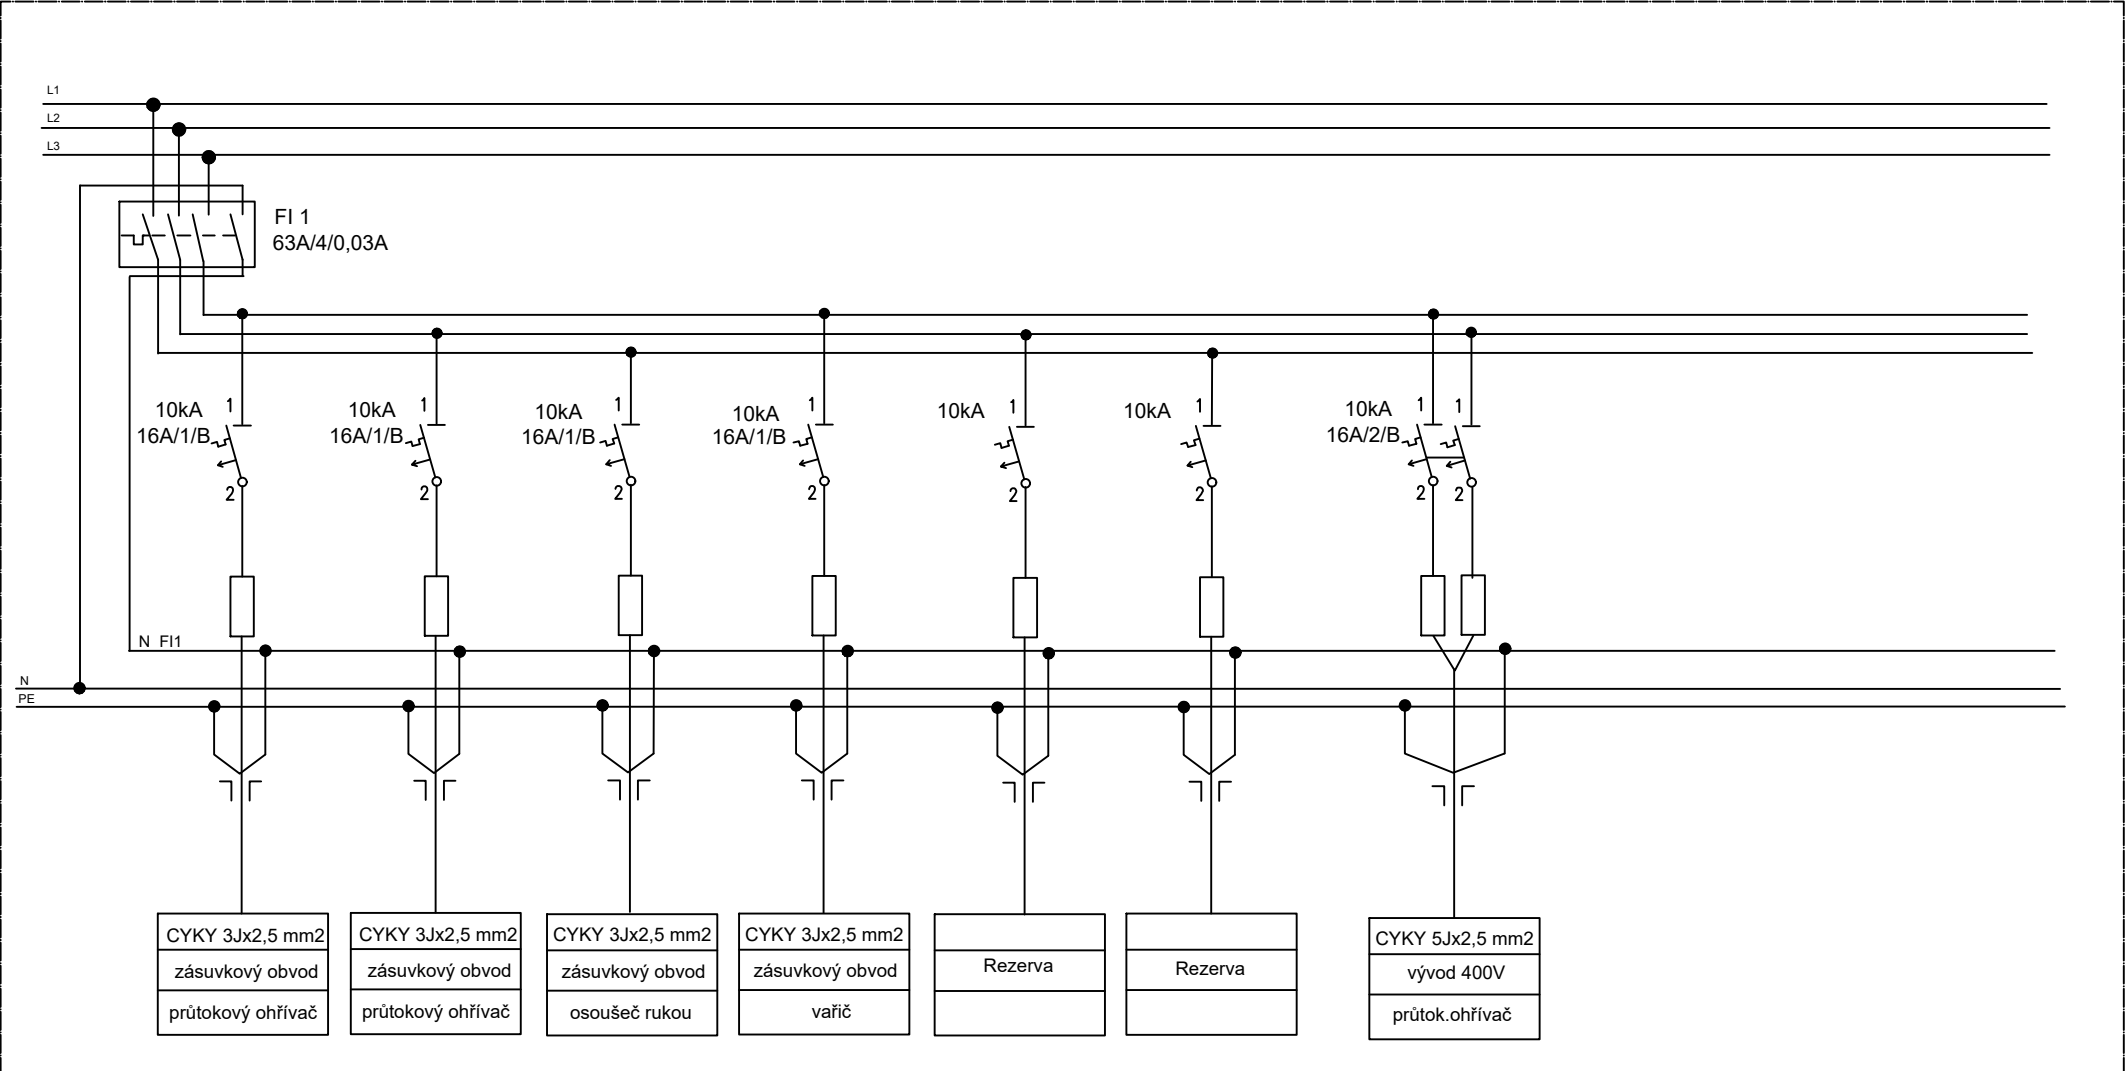 L1
L2
L3
FI 1
63A/4/0,03A
10kA
16A/1/B
1
2
10kA
16A/1/B
1
2
10kA
16A/1/B
1
2
10kA
16A/1/B
1
2
10kA
1
2
10kA
1
2
10kA
16A/2/B
1
1
2
2
N FI1
N
PE
CYKY 3Jx2,5 mm2
zásuvkový obvod
průtokový ohřívač
CYKY 3Jx2,5 mm2
zásuvkový obvod
průtokový ohřívač
CYKY 3Jx2,5 mm2
zásuvkový obvod
osoušeč rukou
CYKY 3Jx2,5 mm2
zásuvkový obvod
vařič
Rezerva
Rezerva
CYKY 5Jx2,5 mm2
vývod 400V
průtok.ohřívač